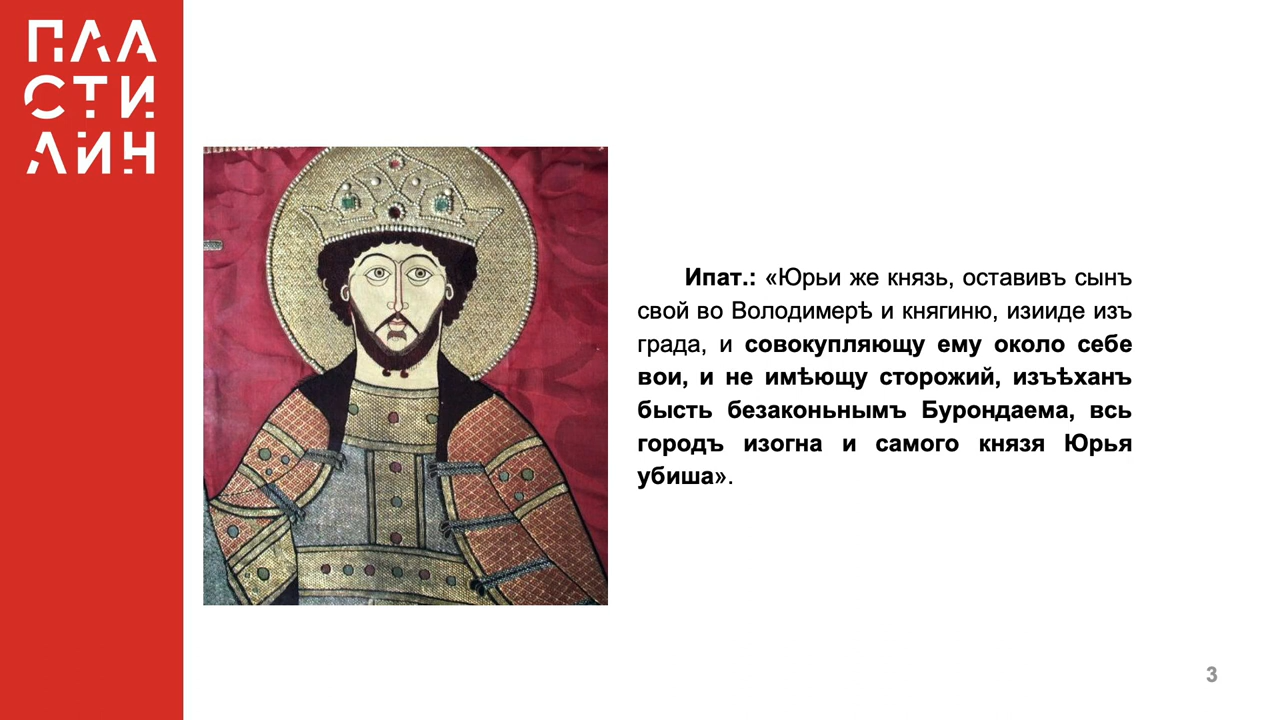 ПЛА
СТИ
ЛИН
Ипат.: «Юрьи же князь, оставивъ сынъ
свой во Володимерѣ и княгиню, изииде изъ
града, и совокупляющу ему около себе
вои, и не имѣющу сторожий, изъѣханъ
бысть безаконьнымъ Бурондаема, всь
городъ изогна и самого князя Юрья
убиша».
3